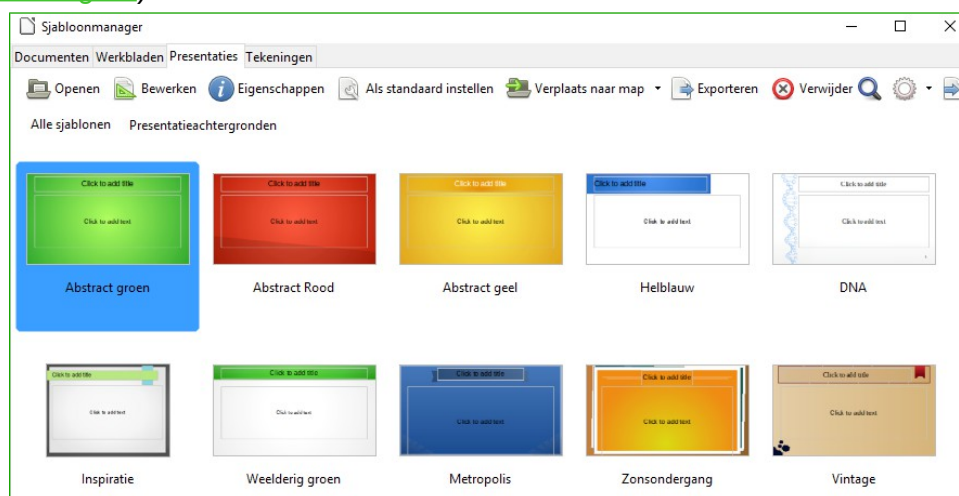 Sjabloonmanager
Documenten Werkbladen Presentaties Tekeningen
Openen Bewerken Eigenschappen Als standaard instellen Verplaats naar map Exporteren Verwijder
Alle sjablonen Presentatieachtergronden
Click to add title Click to add title Click to add title Click to add title Click to add title
Click to add text Click to add text Click to add text Click to add text Click to add text
Abstract groen Abstract Rood Abstract geel Helblauw DNA
Click to add title Click to add title Click to add title Click to add title Click to add title
Click to add text Click to add text Click to add text Click to add text Click to add text
Inspiratie Weelderig groen Metropolis Zonsondergang Vintage